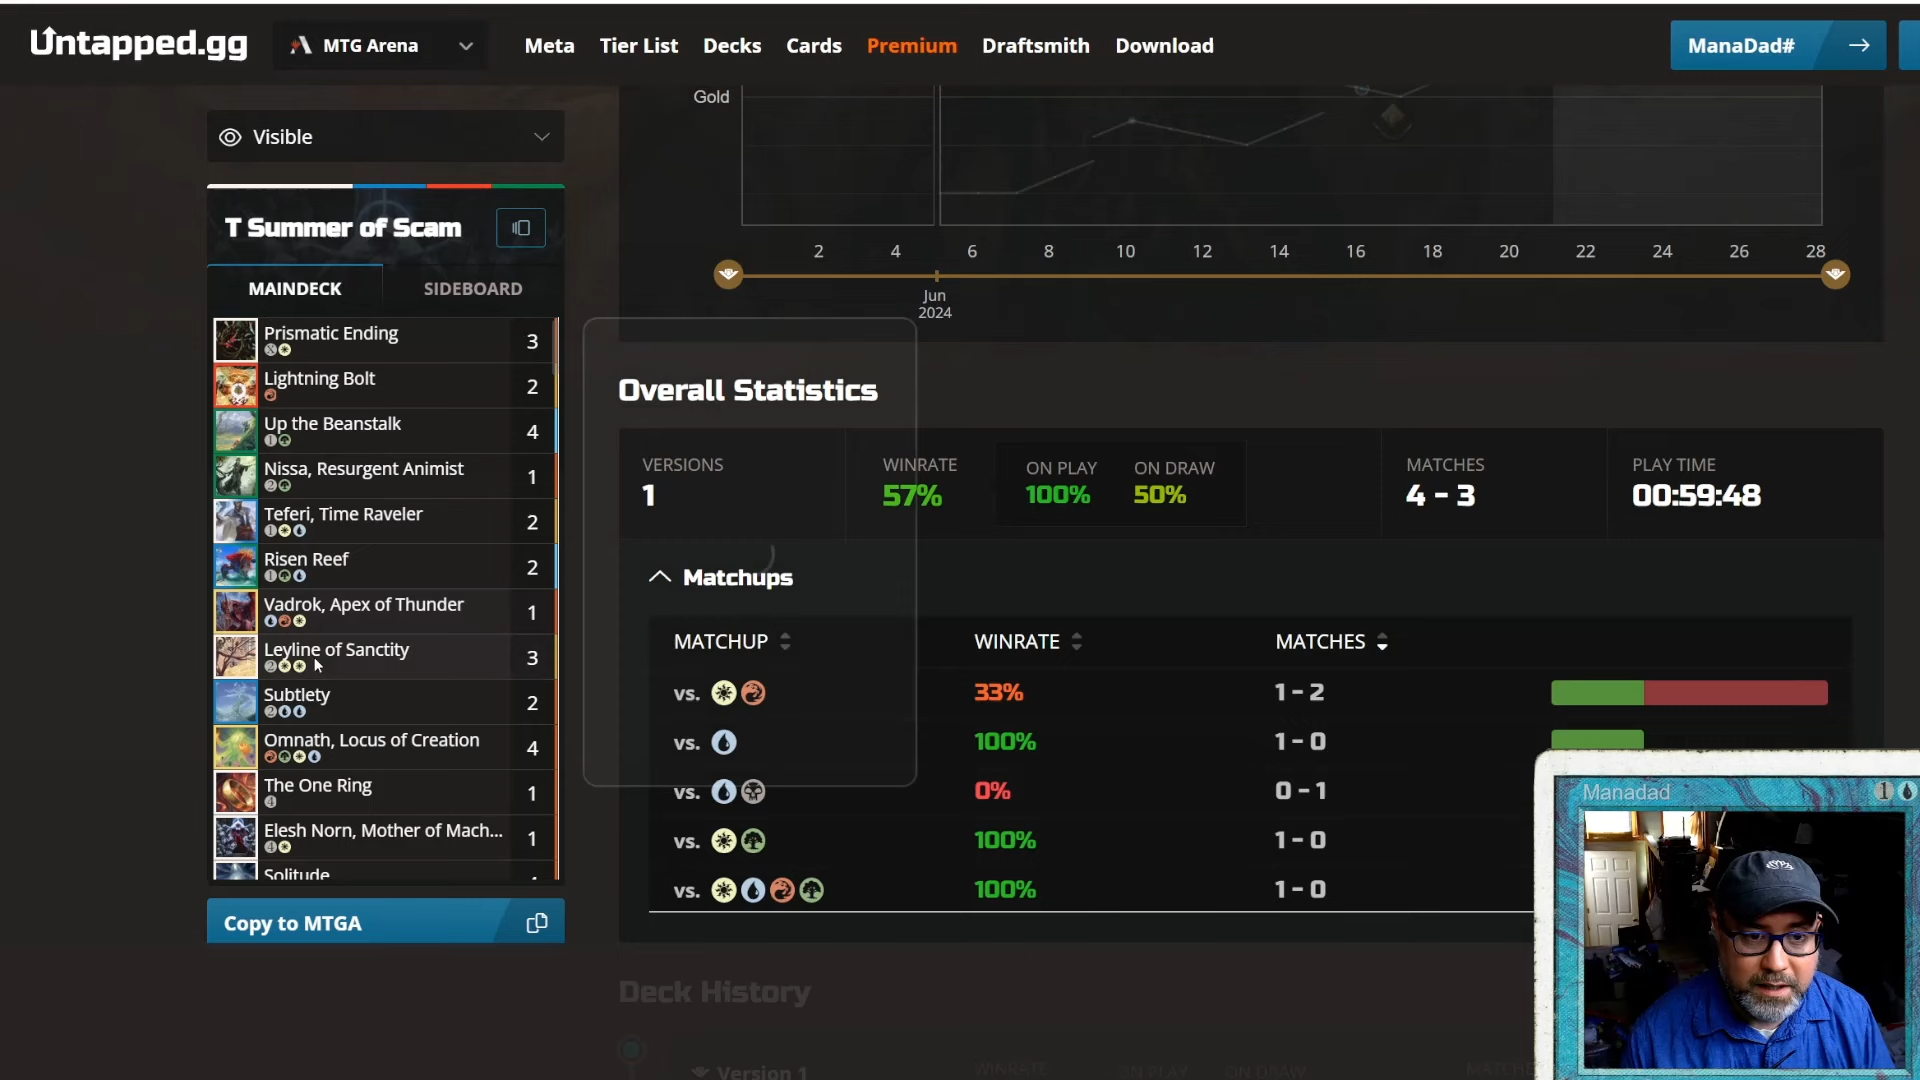 Untapped.gg
MTG Arena
Meta
Tier List
Decks
Cards
Premium
Draftsmith
Download
ManaDad#
Visible
T Summer of Scam
MAINDECK
SIDEBOARD
Prismatic Ending
3
Lightning Bolt
2
Up the Beanstalk
4
Nissa, Resurgent Animist
1
Teferi, Time Raveler
2
Risen Reef
2
Vadrok, Apex of Thunder
1
Leyline of Sanctity
3
Subtlety
2
Omnath, Locus of Creation
4
The One Ring
1
Elesh Norn, Mother of Mach...
1
Solitude
Copy to MTGA
Gold
2 4 6 8 10 12 14 16 18 20 22 24 26 28
Jun
2024
Overall Statistics
VERSIONS
1
WINRATE
57%
ON PLAY
100%
ON DRAW
50%
MATCHES
4 - 3
PLAY TIME
00:59:48
Matchups
MATCHUP WINRATE MATCHES
vs. 33% 1 - 2
vs. 100% 1 - 0
vs. 0% 0 - 1
vs. 100% 1 - 0
vs. 100% 1 - 0
Deck History
Version 1
WINRATE
ON PLAY
ON DRAW
Manadad
1